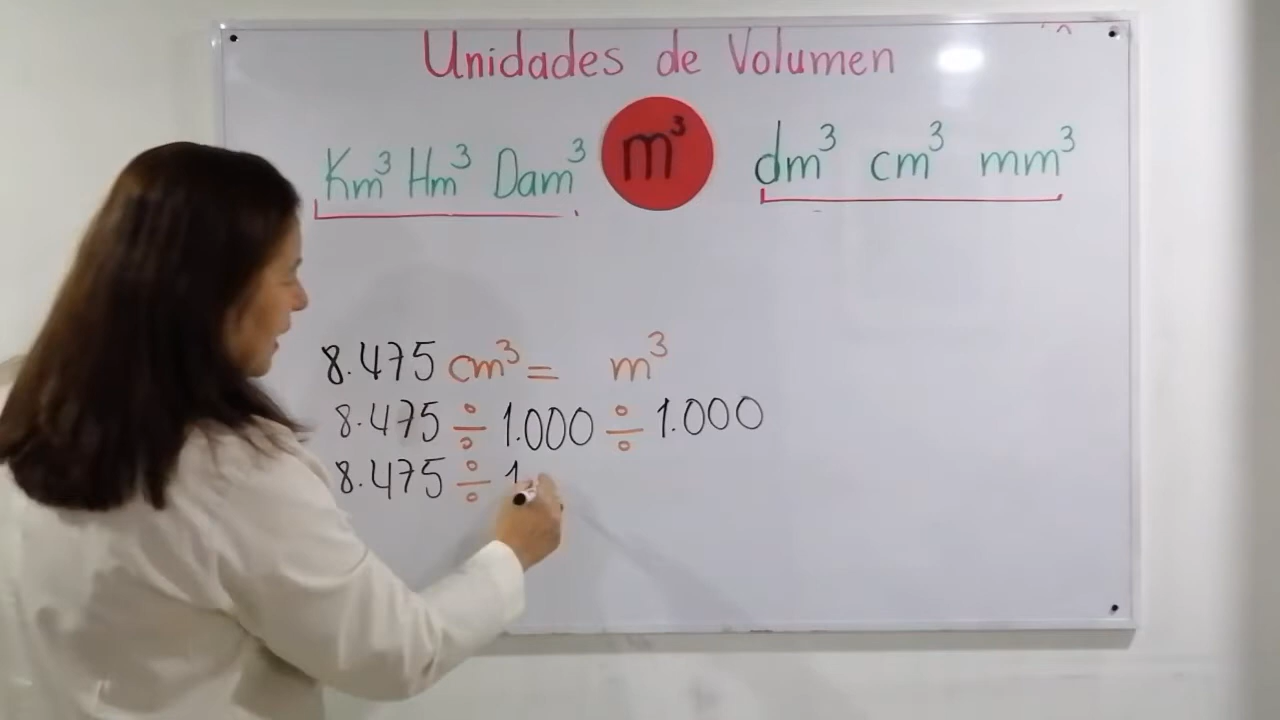 Unidades de Volumen
Km³ Hm³ Dam³ m³ dm³ cm³ mm³
8.475 cm³ = m³
8.475 ÷ 1.000 ÷ 1.000
8.475 ÷ 1